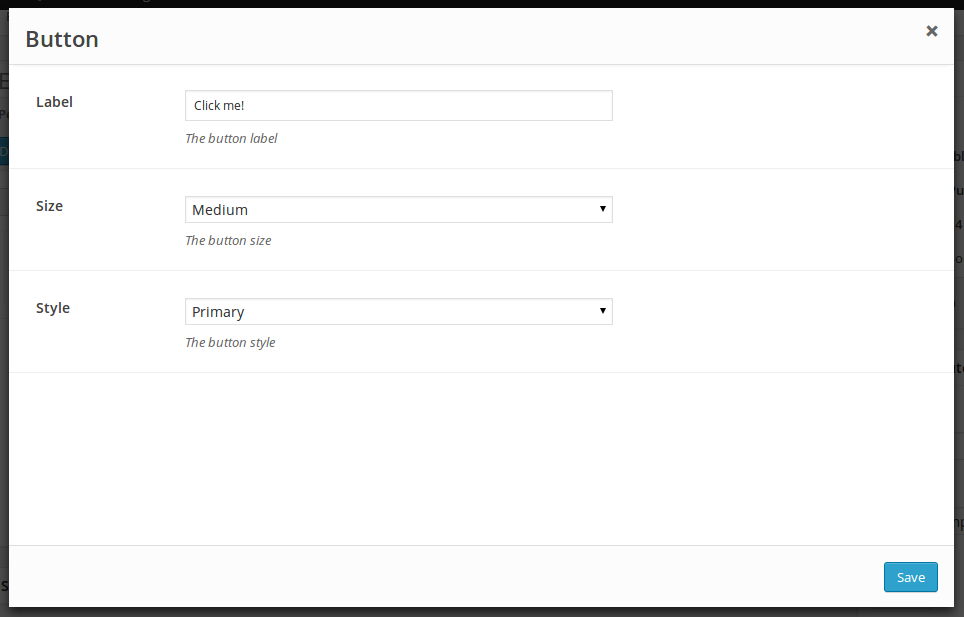 Button
Label
Click me!
The button label
Size
Medium
The button size
Style
Primary
The button style
Save